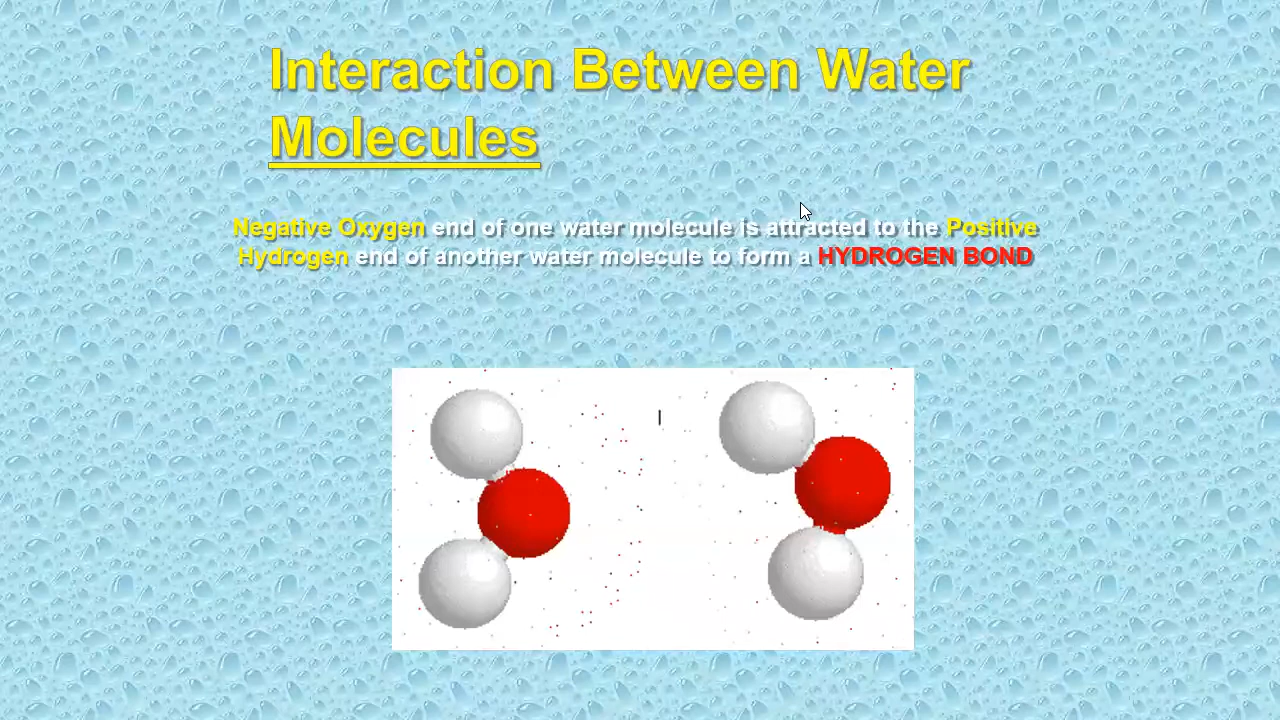 Interaction Between Water
Molecules
Negative Oxygen end of one water molecule is attracted to the Positive
Hydrogen end of another water molecule to form a HYDROGEN BOND